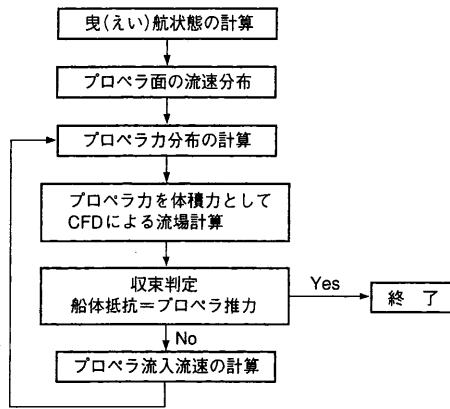 曳(えい)航状態の計算
プロペラ面の流速分布
プロペラ力分布の計算
プロペラ力を体積力として
CFDによる流場計算
収束判定
船体抵抗＝プロペラ推力
Yes
終 了
No
プロペラ流入流速の計算